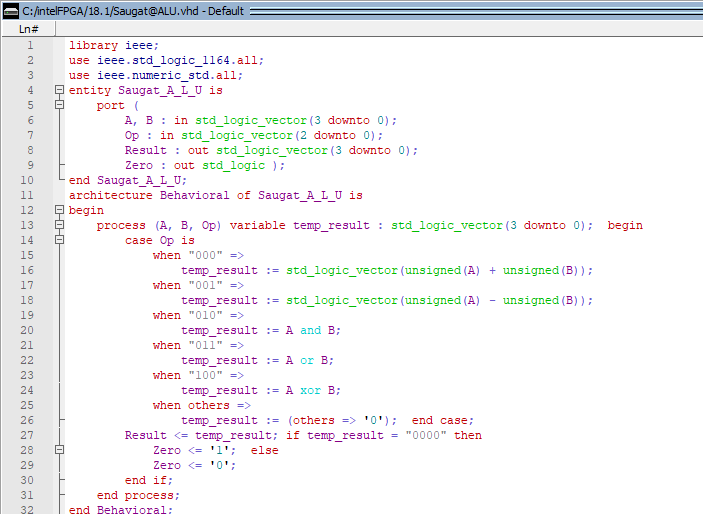 C:/intelFPGA/18.1/Saugat@ALU.vhd - Default
Ln#
1 library ieee;
2 use ieee.std_logic_1164.all;
3 use ieee.numeric_std.all;
4 entity Saugat_A_L_U is
5 port (
6 A, B : in std_logic_vector(3 downto 0);
7 Op : in std_logic_vector(2 downto 0);
8 Result : out std_logic_vector(3 downto 0);
9 Zero : out std_logic );
10 end Saugat_A_L_U;
11 architecture Behavioral of Saugat_A_L_U is
12 begin
13 process (A, B, Op) variable temp_result : std_logic_vector(3 downto 0);  begin
14 case Op is
15 when "000" =>
16 temp_result := std_logic_vector(unsigned(A) + unsigned(B));
17 when "001" =>
18 temp_result := std_logic_vector(unsigned(A) - unsigned(B));
19 when "010" =>
20 temp_result := A and B;
21 when "011" =>
22 temp_result := A or B;
23 when "100" =>
24 temp_result := A xor B;
25 when others =>
26 temp_result := (others => '0');  end case;
27 Result <= temp_result; if temp_result = "0000" then
28 Zero <= '1';  else
29 Zero <= '0';
30 end if;
31 end process;
32 end Behavioral;